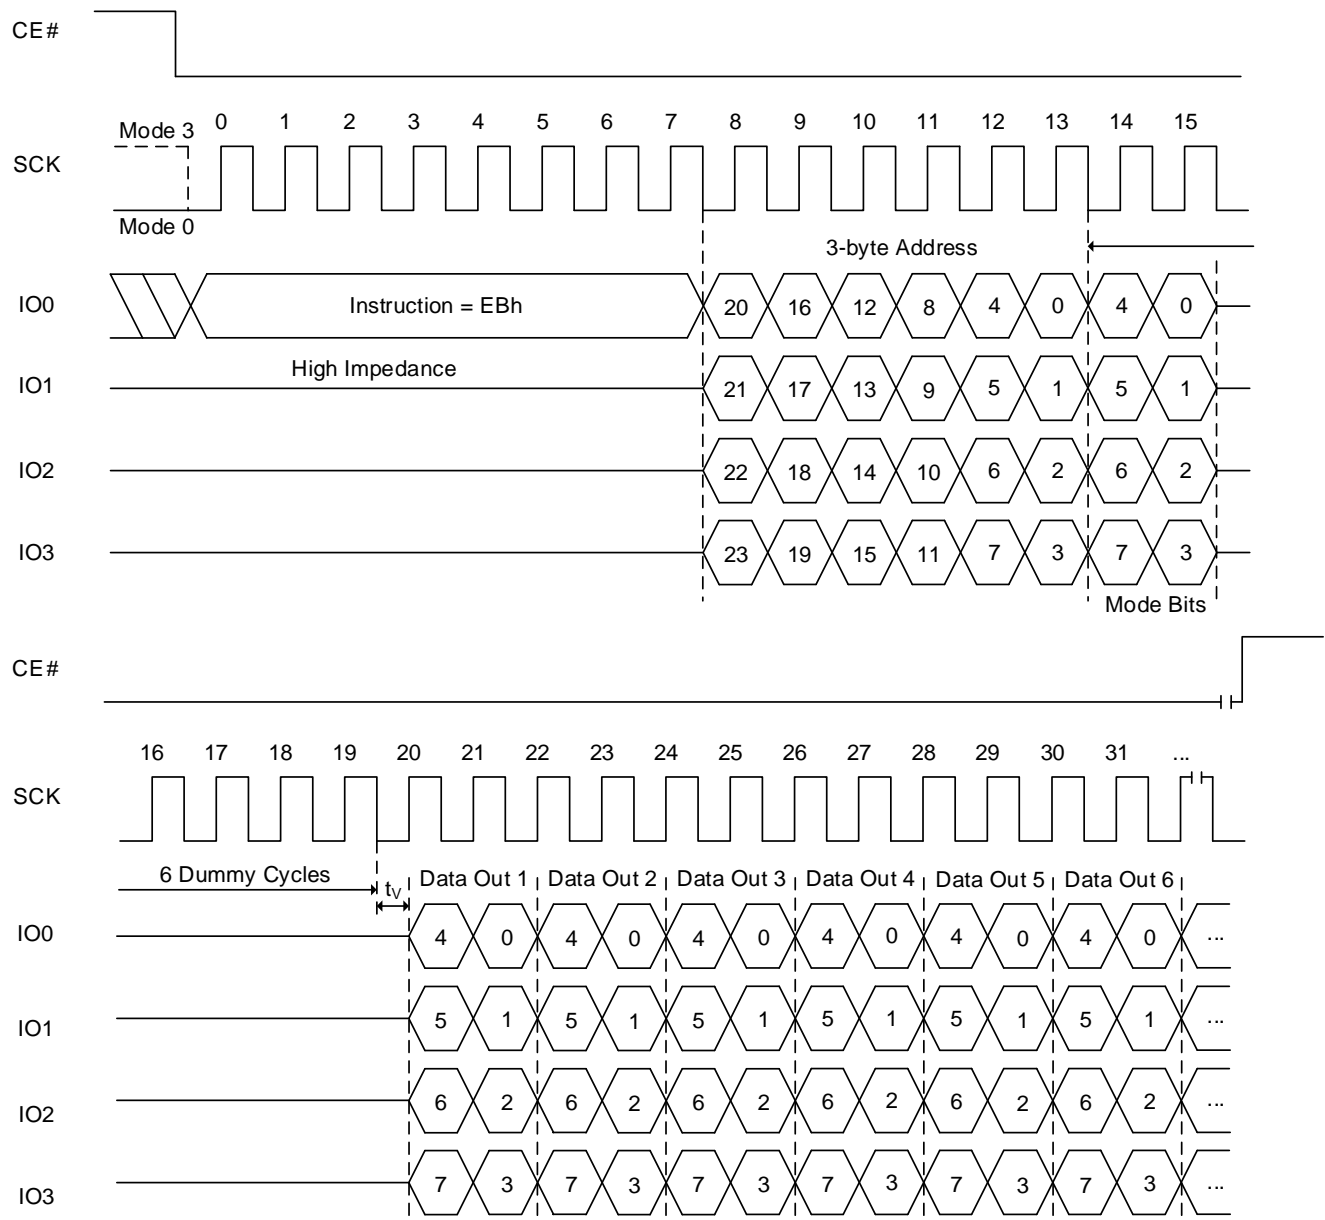 CE#
Mode 3 0 1 2 3 4 5 6 7 8 9 10 11 12 13 14 15
SCK
Mode 0
3-byte Address
IO0 Instruction = EBh 20 16 12 8 4 0 4 0
High Impedance
IO1 21 17 13 9 5 1 5 1
IO2 22 18 14 10 6 2 6 2
IO3 23 19 15 11 7 3 7 3
Mode Bits
CE#
16 17 18 19 20 21 22 23 24 25 26 27 28 29 30 31 ...
SCK
6 Dummy Cycles tV Data Out 1 Data Out 2 Data Out 3 Data Out 4 Data Out 5 Data Out 6
IO0 4 0 4 0 4 0 4 0 4 0 4 0 ...
IO1 5 1 5 1 5 1 5 1 5 1 5 1 ...
IO2 6 2 6 2 6 2 6 2 6 2 6 2 ...
IO3 7 3 7 3 7 3 7 3 7 3 7 3 ...